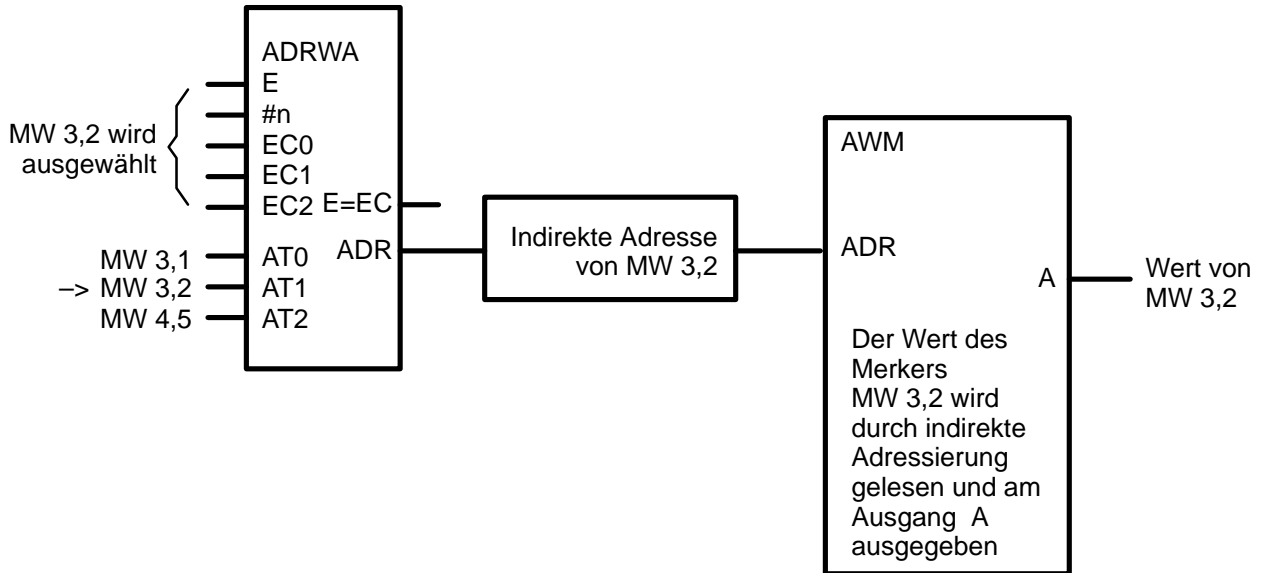 ADRWA
E
#n
EC0
EC1
EC2
E=EC
MW 3,2 wird
ausgewählt
MW 3,1
AT0
ADR
–> MW 3,2
AT1
MW 4,5
AT2
Indirekte Adresse
von MW 3,2
AWM
ADR
A
Der Wert des
Merkers
MW 3,2 wird
durch indirekte
Adressierung
gelesen und am
Ausgang A
ausgegeben
Wert von
MW 3,2